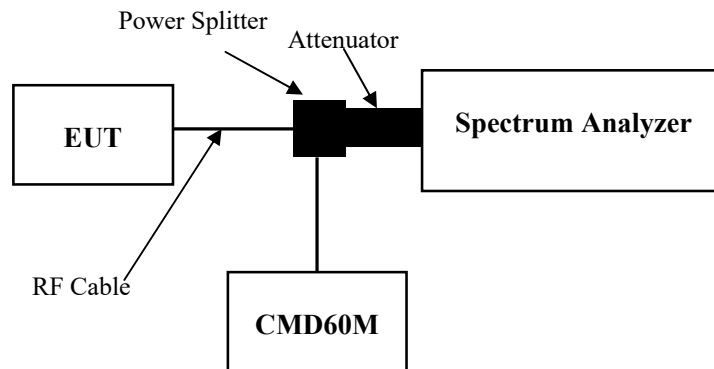 Power Splitter
Attenuator
EUT
Spectrum Analyzer
RF Cable
CMD60M